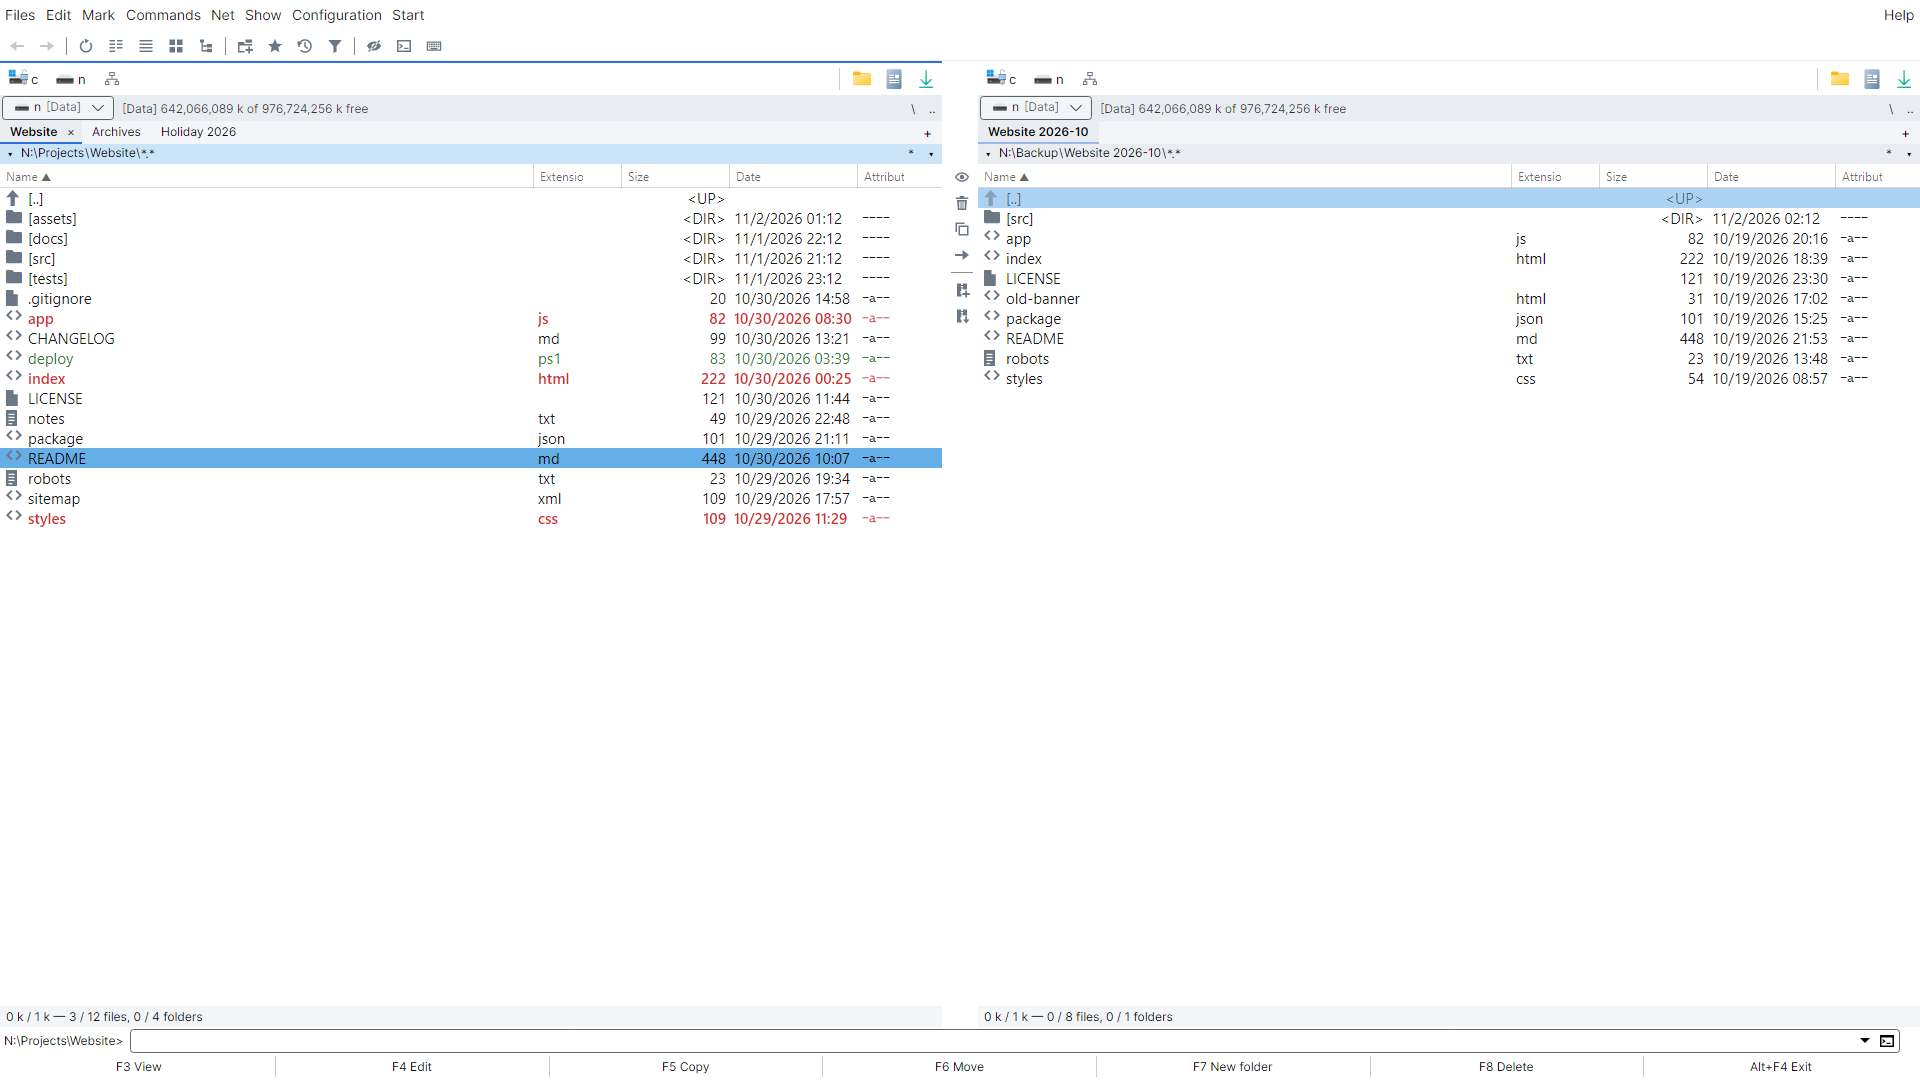 Files Edit Mark Commands Net Show Configuration Start Help
c n c n
n [Data] [Data] 642,066,089 k of 976,724,256 k free \ .. n [Data] [Data] 642,066,089 k of 976,724,256 k free \ ..
Website × Archives Holiday 2026 + Website 2026-10 +
N:\Projects\Website\*.* * N:\Backup\Website 2026-10\*.* *
Name Extensio Size Date Attribut Name Extensio Size Date Attribut
[..] <UP> [..] <UP>
[assets] <DIR> 11/2/2026 01:12 ---- [src] <DIR> 11/2/2026 02:12 ----
[docs] <DIR> 11/1/2026 22:12 ---- app js 82 10/19/2026 20:16 -a--
[src] <DIR> 11/1/2026 21:12 ---- index html 222 10/19/2026 18:39 -a--
[tests] <DIR> 11/1/2026 23:12 ---- LICENSE 121 10/19/2026 23:30 -a--
.gitignore 20 10/30/2026 14:58 -a-- old-banner html 31 10/19/2026 17:02 -a--
app js 82 10/30/2026 08:30 -a-- package json 101 10/19/2026 15:25 -a--
CHANGELOG md 99 10/30/2026 13:21 -a-- README md 448 10/19/2026 21:53 -a--
deploy ps1 83 10/30/2026 03:39 -a-- robots txt 23 10/19/2026 13:48 -a--
index html 222 10/30/2026 00:25 -a-- styles css 54 10/19/2026 08:57 -a--
LICENSE 121 10/30/2026 11:44 -a--
notes txt 49 10/29/2026 22:48 -a--
package json 101 10/29/2026 21:11 -a--
README md 448 10/30/2026 10:07 -a--
robots txt 23 10/29/2026 19:34 -a--
sitemap xml 109 10/29/2026 17:57 -a--
styles css 109 10/29/2026 11:29 -a--
0 k / 1 k — 3 / 12 files, 0 / 4 folders 0 k / 1 k — 0 / 8 files, 0 / 1 folders
N:\Projects\Website>
F3 View F4 Edit F5 Copy F6 Move F7 New folder F8 Delete Alt+F4 Exit